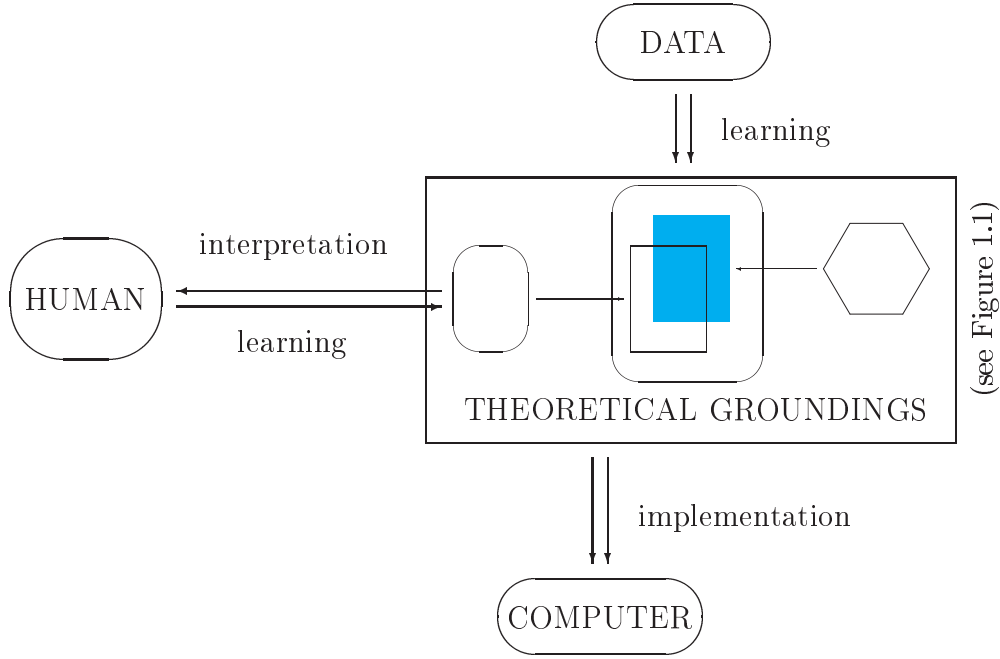 DATA
learning
interpretation
HUMAN
learning
THEORETICAL GROUNDINGS
(see Figure 1.1)
implementation
COMPUTER